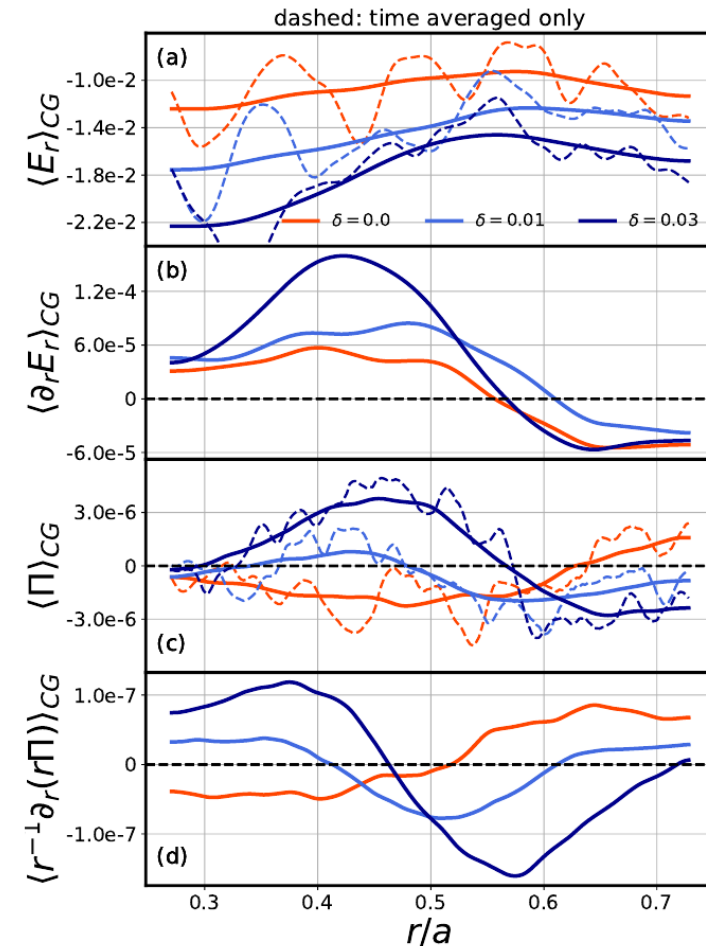 dashed: time averaged only
(a)
⟨E_r⟩_CG
-1.0e-2
-1.4e-2
-1.8e-2
-2.2e-2
δ = 0.0
δ = 0.01
δ = 0.03
(b)
⟨∂_r E_r⟩_CG
1.2e-4
6.0e-5
0
-6.0e-5
⟨Π⟩_CG
3.0e-6
0
-3.0e-6
(c)
⟨r^{-⊥}∂_r(rΠ)⟩_CG
1.0e-7
0
-1.0e-7
(d)
0.3 0.4 0.5 0.6 0.7
r/a